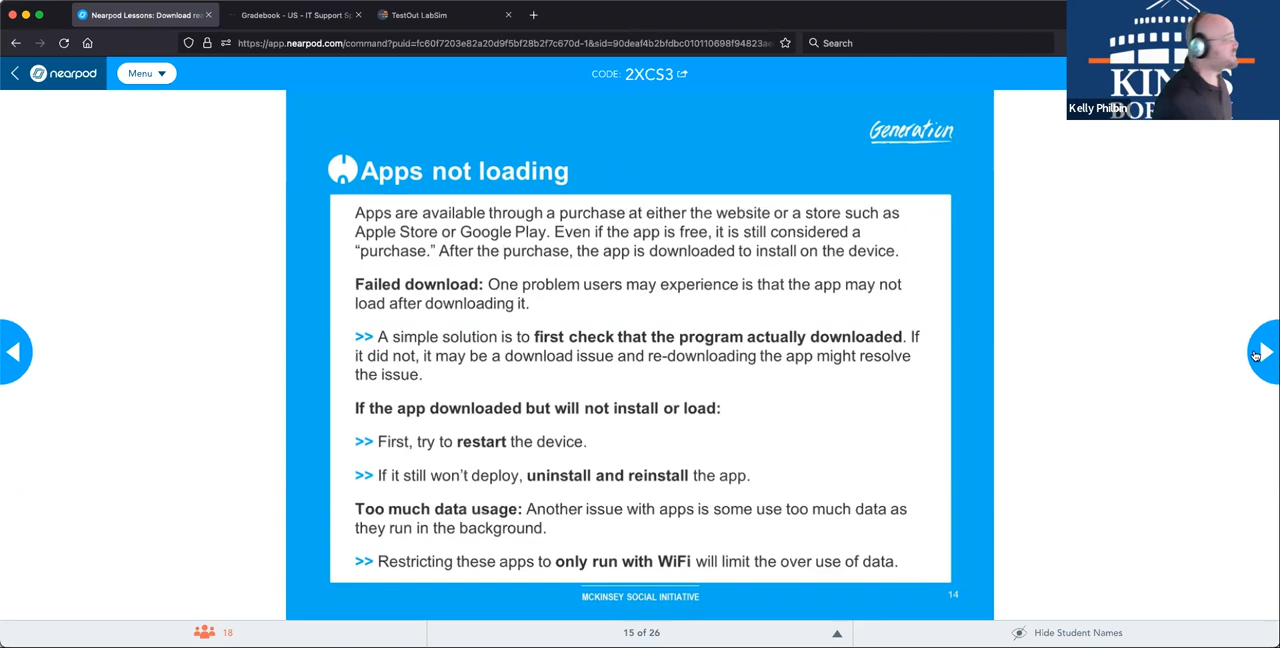 Nearpod Lessons: Download re
Gradebook - US - IT Support Sp
TestOut LabSim
https://app.nearpod.com/command?puid=fc60f7203e82a20d9f5bf28b2f7c670d-1&sid=90deaf4b2bfdbc010110698f94823a
Search
nearpod
Menu
CODE: 2XCS3
Kelly Philbin
Generation
Apps not loading
Apps are available through a purchase at either the website or a store such as
Apple Store or Google Play. Even if the app is free, it is still considered a
“purchase.” After the purchase, the app is downloaded to install on the device.
Failed download: One problem users may experience is that the app may not
load after downloading it.
>> A simple solution is to first check that the program actually downloaded. If
it did not, it may be a download issue and re-downloading the app might resolve
the issue.
If the app downloaded but will not install or load:
>> First, try to restart the device.
>> If it still won’t deploy, uninstall and reinstall the app.
Too much data usage: Another issue with apps is some use too much data as
they run in the background.
>> Restricting these apps to only run with WiFi will limit the over use of data.
MCKINSEY SOCIAL INITIATIVE
14
18
15 of 26
Hide Student Names